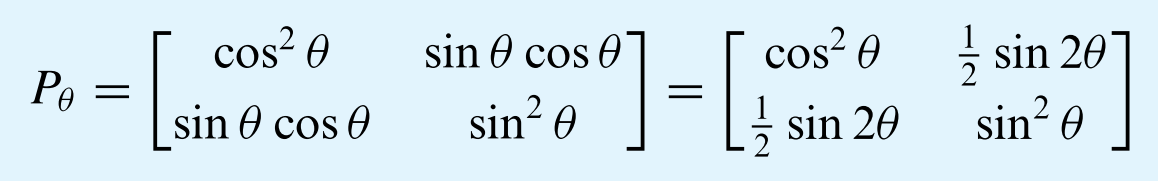 P_θ = [ cos² θ   sin θ cos θ ; sin θ cos θ   sin² θ ] = [ cos² θ   ½ sin 2θ ; ½ sin 2θ   sin² θ ]